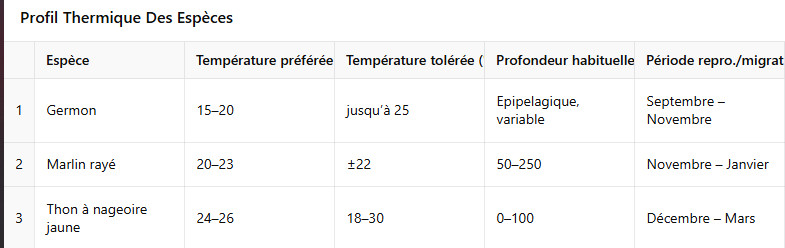 Profil Thermique Des Espèces
Espèce Température préférée Température tolérée ( Profondeur habituelle Période repro./migrat
1 Germon 15–20 jusqu'à 25 Epipelagique, variable Septembre – Novembre
2 Marlin rayé 20–23 ±22 50–250 Novembre – Janvier
3 Thon à nageoire jaune 24–26 18–30 0–100 Décembre – Mars